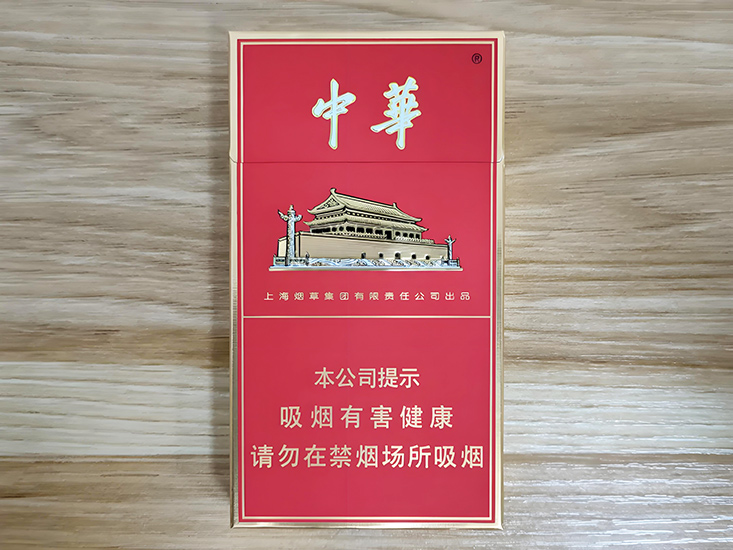 ®
中華
上海烟草集团有限责任公司出品
本公司提示
吸烟有害健康
请勿在禁烟场所吸烟